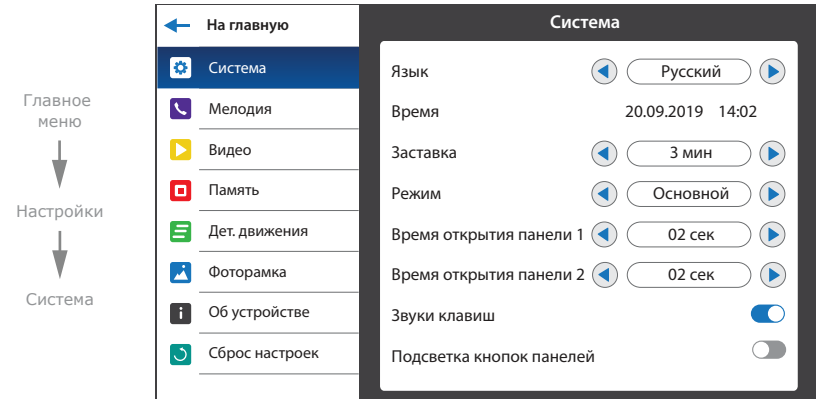 Главное
меню
Настройки
Система
На главную
Система
Мелодия
Видео
Память
Дет. движения
Фоторамка
Об устройстве
Сброс настроек
Система
Язык Русский
Время 20.09.2019 14:02
Заставка 3 мин
Режим Основной
Время открытия панели 1 02 сек
Время открытия панели 2 02 сек
Звуки клавиш
Подсветка кнопок панелей